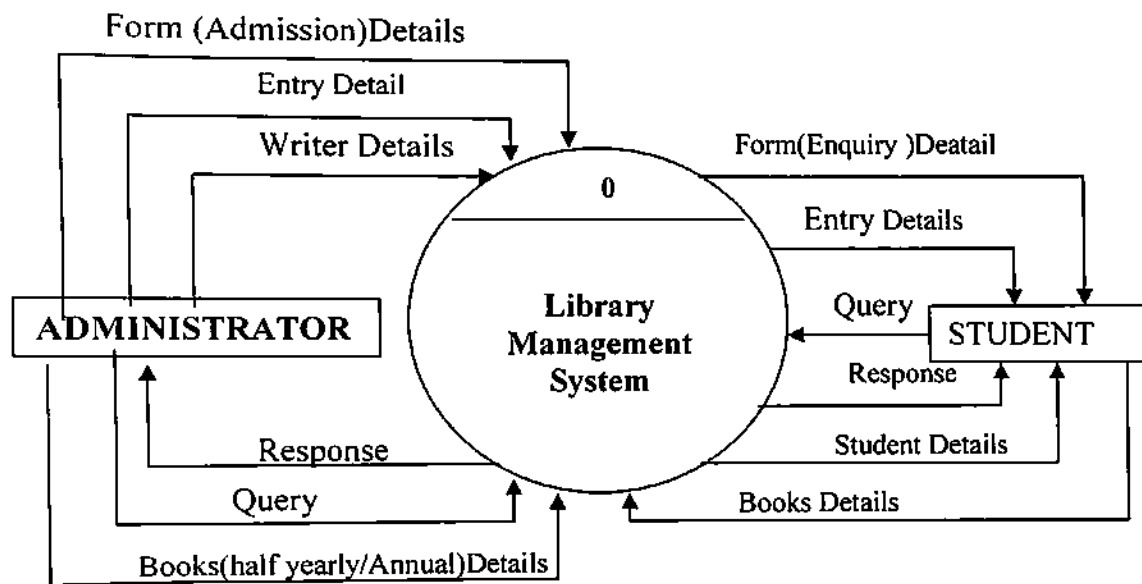 Form (Admission)Details
Entry Detail
Writer Details
Form(Enquiry )Deatail
0
Entry Details
Library
Management
System
ADMINISTRATOR
Query
STUDENT
Response
Response
Student Details
Query
Books Details
Books(half yearly/Annual)Details